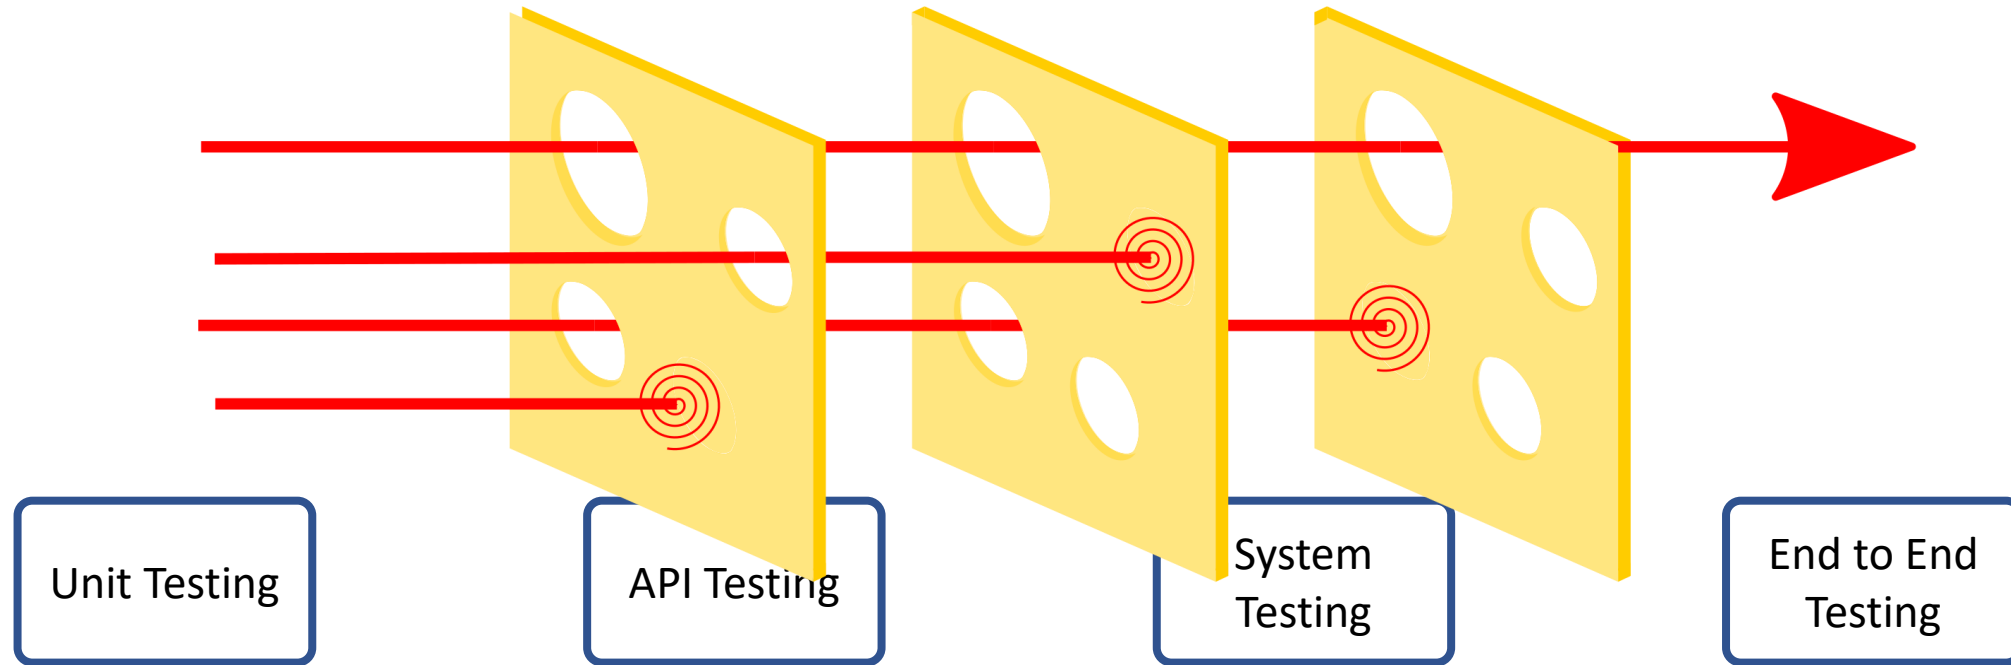 Unit Testing
API Testing
System
Testing
End to End
Testing